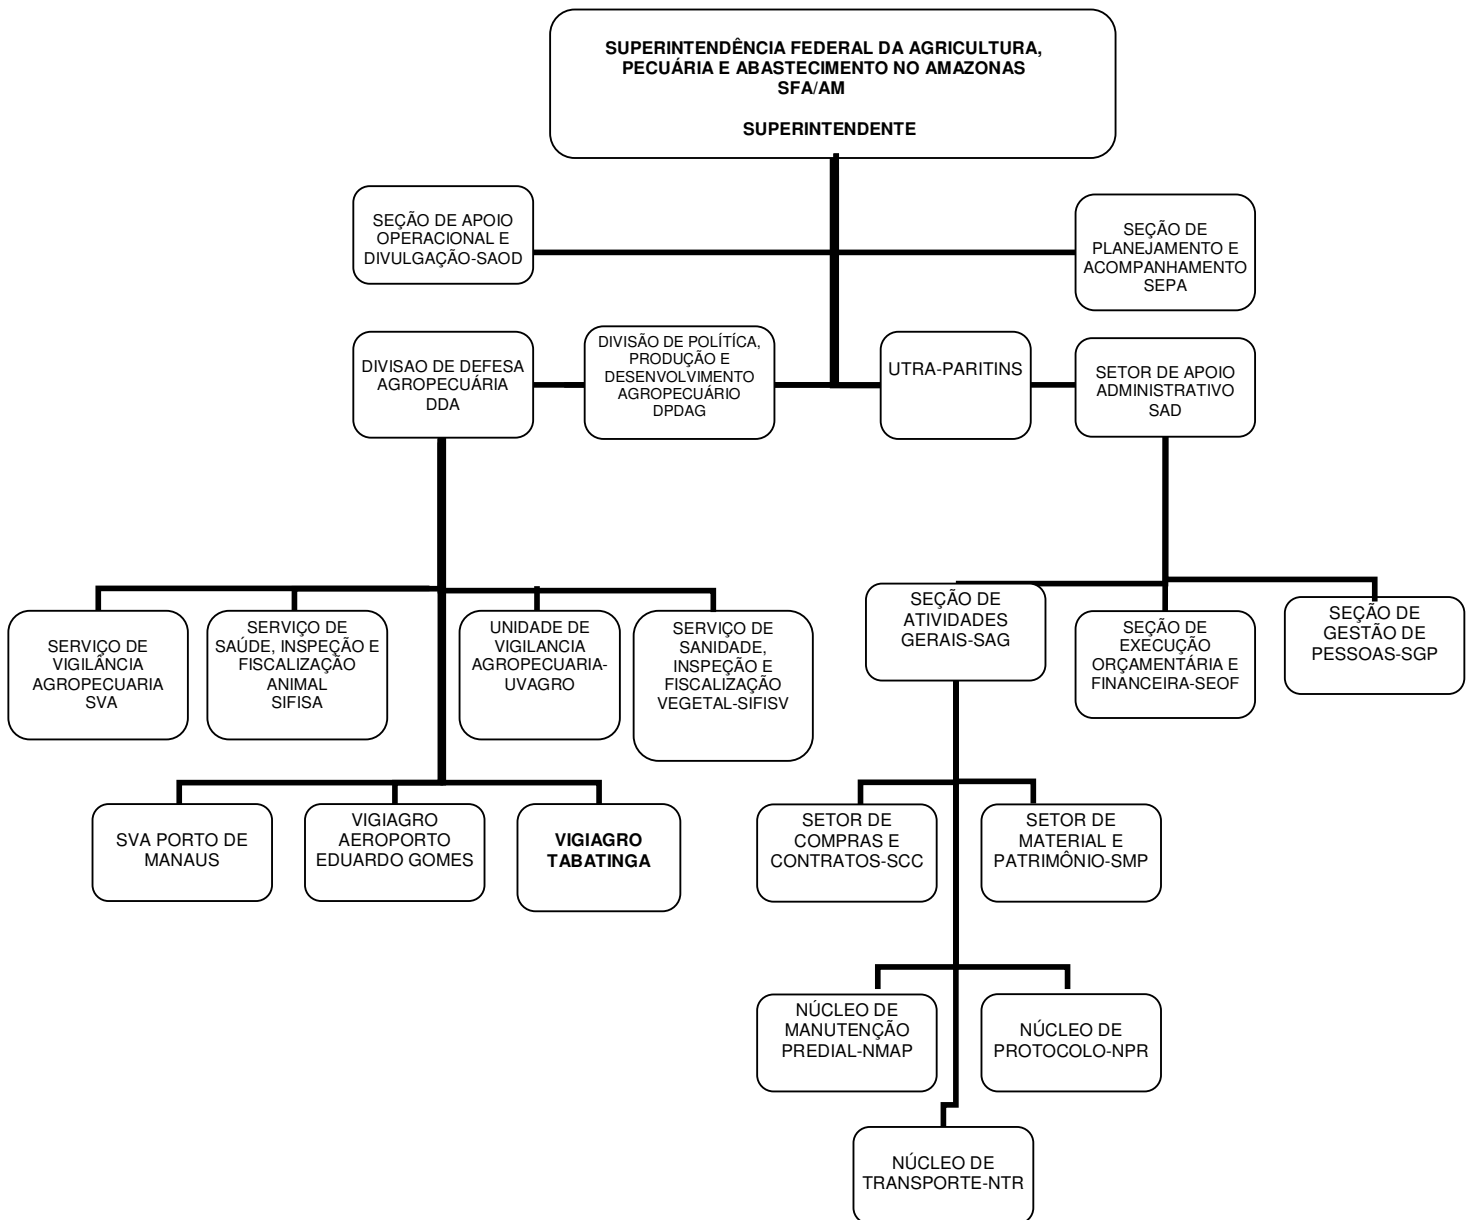 SUPERINTENDÊNCIA FEDERAL DA AGRICULTURA,
PECUÁRIA E ABASTECIMENTO NO AMAZONAS
SFA/AM
SUPERINTENDENTE
SEÇÃO DE APOIO
OPERACIONAL E
DIVULGAÇÃO-SAOD
SEÇÃO DE
PLANEJAMENTO E
ACOMPANHAMENTO
SEPA
DIVISAO DE DEFESA
AGROPECUÁRIA
DDA
DIVISÃO DE POLÍTÍCA,
PRODUÇÃO E
DESENVOLVIMENTO
AGROPECUÁRIO
DPDAG
UTRA-PARITINS
SETOR DE APOIO
ADMINISTRATIVO
SAD
SERVIÇO DE
VIGILÂNCIA
AGROPECUARIA
SVA
SERVIÇO DE
SAÚDE, INSPEÇÃO E
FISCALIZAÇÃO
ANIMAL
SIFISA
UNIDADE DE
VIGILANCIA
AGROPECUARIA-
UVAGRO
SERVIÇO DE
SANIDADE,
INSPEÇÃO E
FISCALIZAÇÃO
VEGETAL-SIFISV
SEÇÃO DE
ATIVIDADES
GERAIS-SAG
SEÇÃO DE
EXECUÇÃO
ORÇAMENTÁRIA E
FINANCEIRA-SEOF
SEÇÃO DE
GESTÃO DE
PESSOAS-SGP
SVA PORTO DE
MANAUS
VIGIAGRO
AEROPORTO
EDUARDO GOMES
VIGIAGRO
TABATINGA
SETOR DE
COMPRAS E
CONTRATOS-SCC
SETOR DE
MATERIAL E
PATRIMÔNIO-SMP
NÚCLEO DE
MANUTENÇÃO
PREDIAL-NMAP
NÚCLEO DE
PROTOCOLO-NPR
NÚCLEO DE
TRANSPORTE-NTR